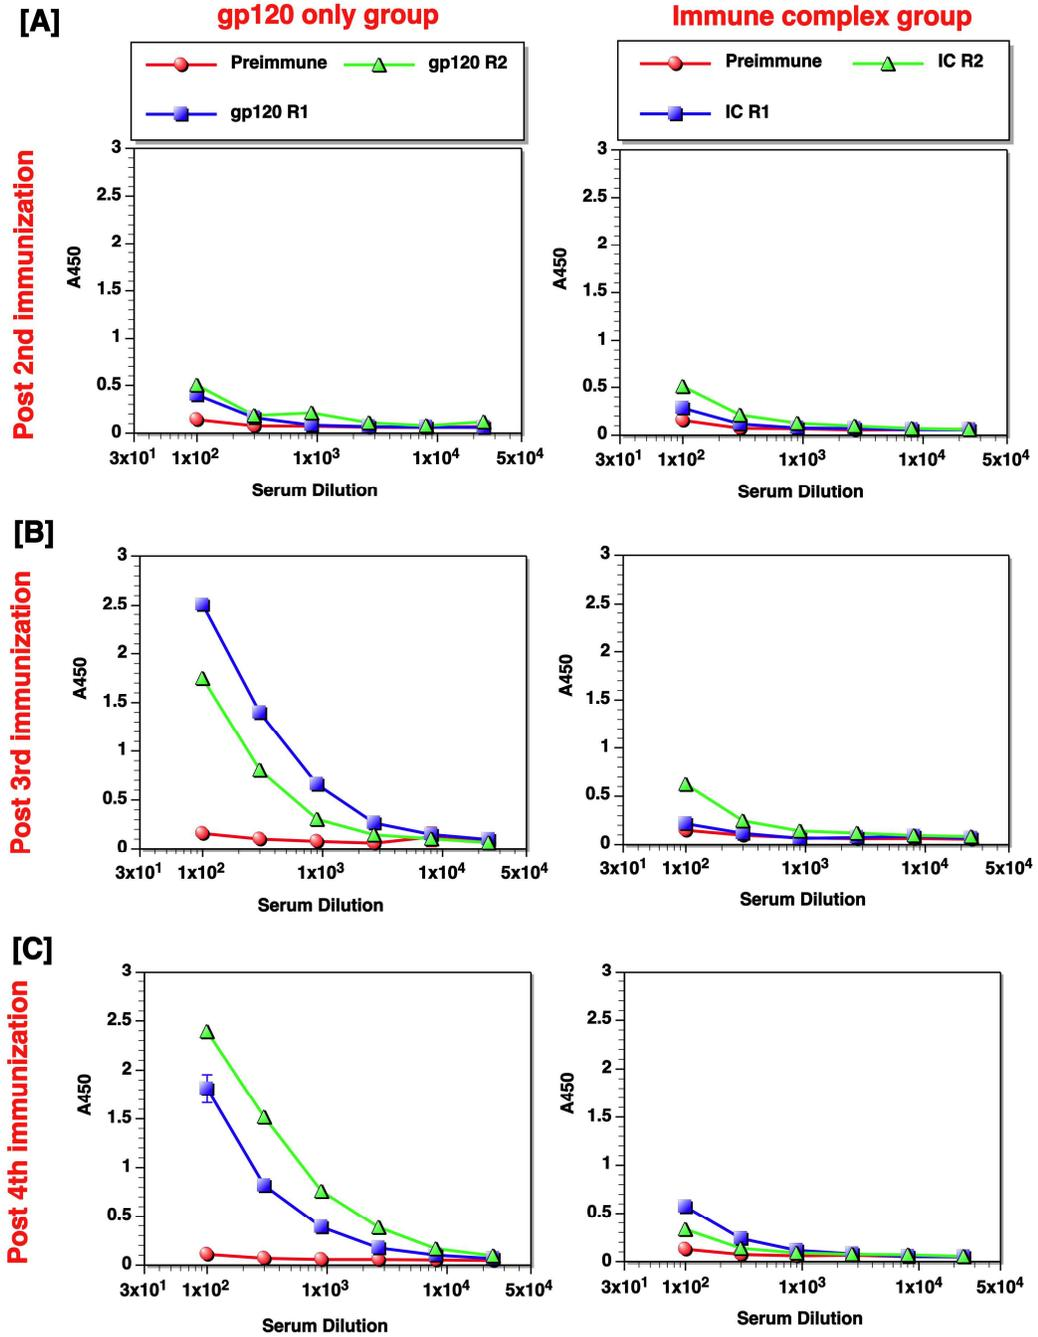 [A]
gp120 only group
Immune complex group
Preimmune
gp120 R2
gp120 R1
Preimmune
IC R2
IC R1
Post 2nd immunization
A450
3
2.5
2
1.5
1
0.5
0
3x10¹ 1x10² 1x10³ 1x10⁴ 5x10⁴
Serum Dilution
A450
3
2.5
2
1.5
1
0.5
0
3x10¹ 1x10² 1x10³ 1x10⁴ 5x10⁴
Serum Dilution
[B]
Post 3rd immunization
A450
3
2.5
2
1.5
1
0.5
0
3x10¹ 1x10² 1x10³ 1x10⁴ 5x10⁴
Serum Dilution
A450
3
2.5
2
1.5
1
0.5
0
3x10¹ 1x10² 1x10³ 1x10⁴ 5x10⁴
Serum Dilution
[C]
Post 4th immunization
A450
3
2.5
2
1.5
1
0.5
0
3x10¹ 1x10² 1x10³ 1x10⁴ 5x10⁴
Serum Dilution
A450
3
2.5
2
1.5
1
0.5
0
3x10¹ 1x10² 1x10³ 1x10⁴ 5x10⁴
Serum Dilution